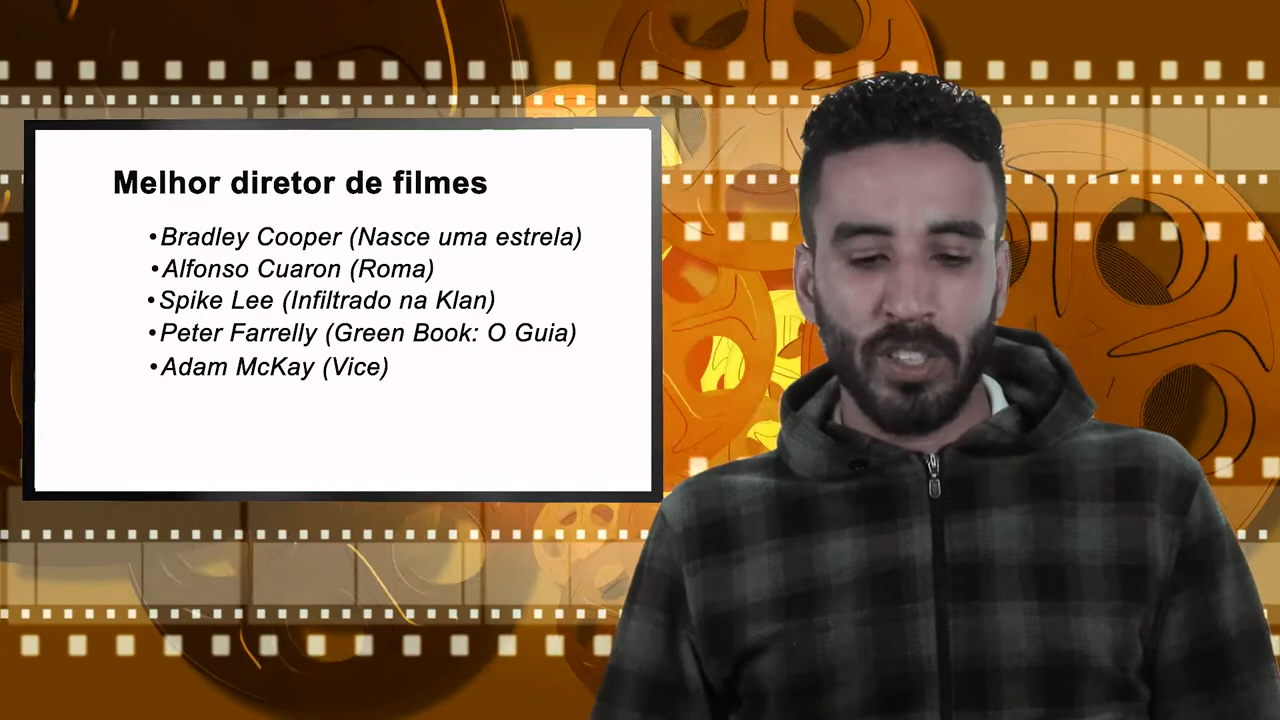 Melhor diretor de filmes
•Bradley Cooper (Nasce uma estrela)
•Alfonso Cuaron (Roma)
•Spike Lee (Infiltrado na Klan)
•Peter Farrelly (Green Book: O Guia)
•Adam McKay (Vice)